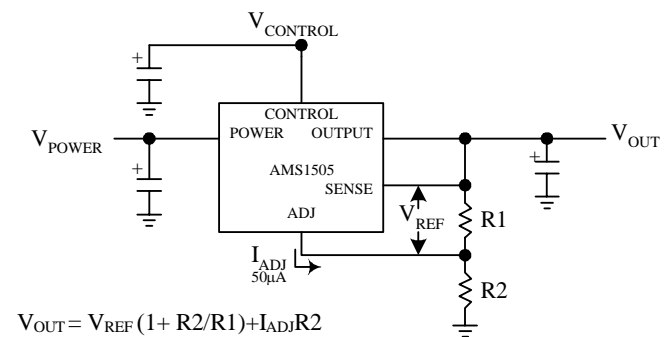 VCONTROL
+
CONTROL
VPOWER
POWER OUTPUT
VOUT
+
+
AMS1505
SENSE
ADJ
VREF
R1
IADJ
50µA
R2
VOUT = VREF (1+ R2/R1)+IADJR2